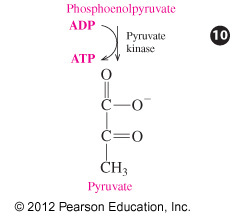 Phosphoenolpyruvate
ADP
Pyruvate
kinase
10
ATP
O
C—O⁻
C=O
CH₃
Pyruvate
© 2012 Pearson Education, Inc.